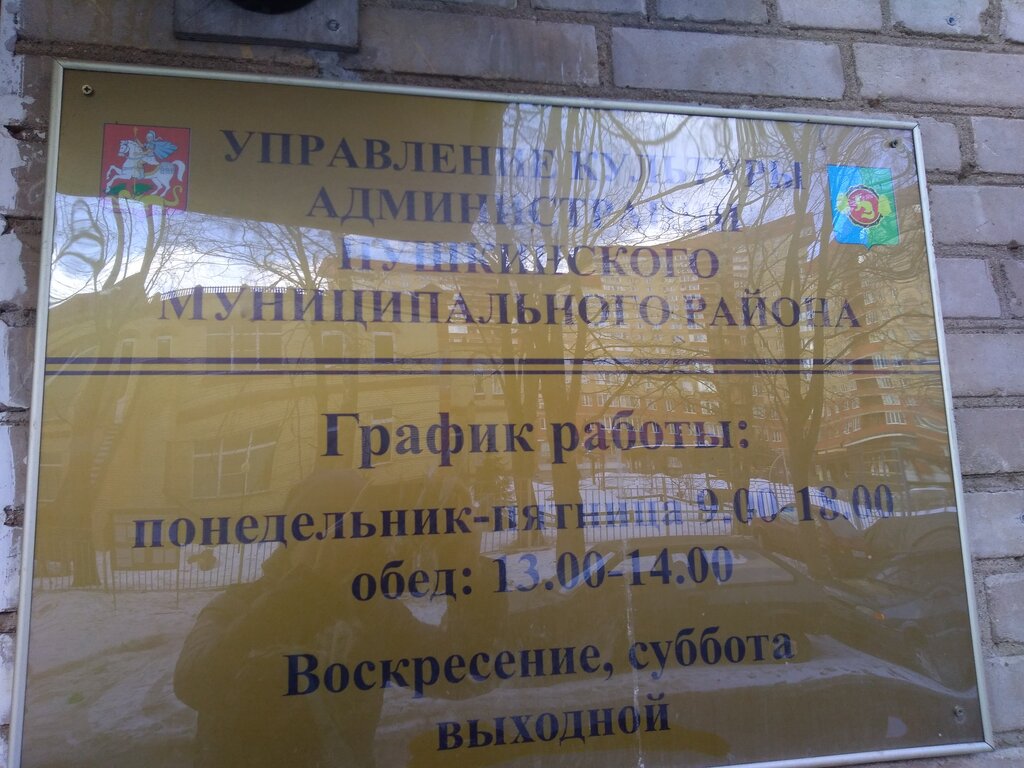 УПРАВЛЕНИЕ КУЛЬТУРЫ
АДМИНИСТРАЦИИ
ПУШКИНСКОГО
МУНИЦИПАЛЬНОГО РАЙОНА
График работы:
понедельник-пятница 9.00-18.00
обед: 13.00-14.00
Воскресение, суббота
выходной